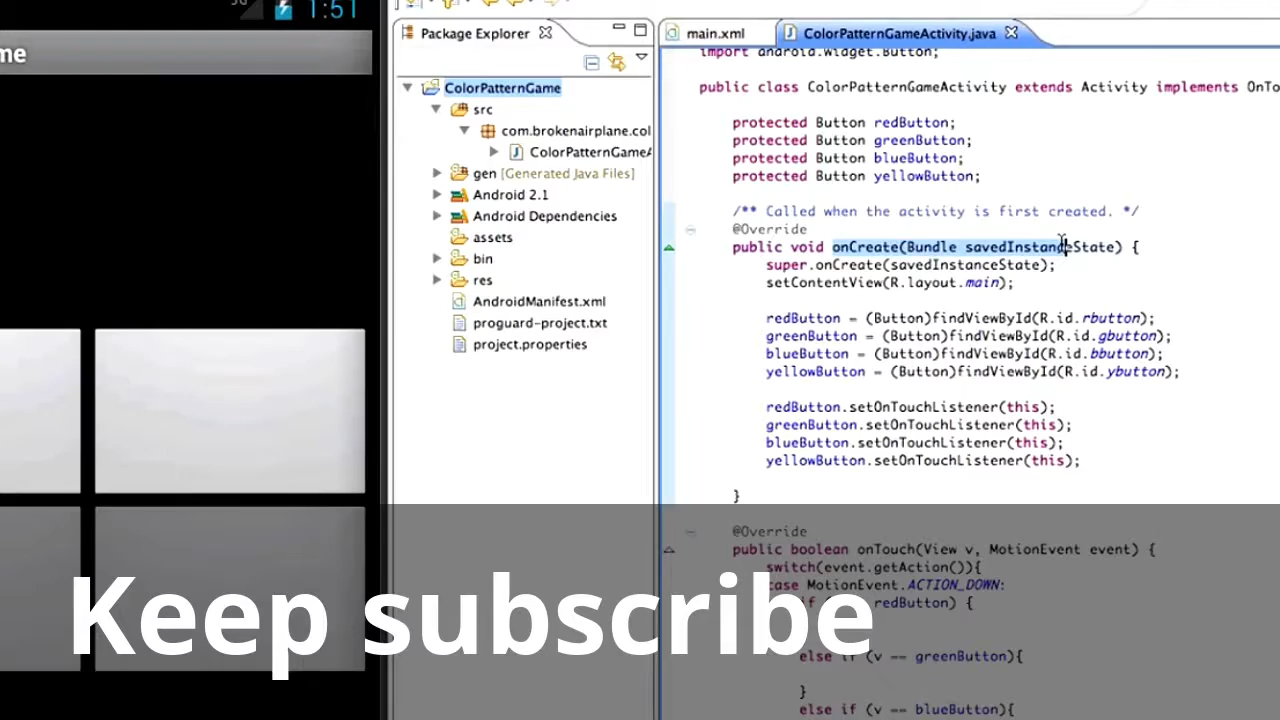 1:51
me
Package Explorer
ColorPatternGame
src
com.brokenairplane.col
ColorPatternGameA
gen [Generated Java Files]
Android 2.1
Android Dependencies
assets
bin
res
AndroidManifest.xml
proguard-project.txt
project.properties
main.xml
ColorPatternGameActivity.java
import android.widget.Button;
public class ColorPatternGameActivity extends Activity implements OnTo
protected Button redButton;
protected Button greenButton;
protected Button blueButton;
protected Button yellowButton;
/** Called when the activity is first created. */
@Override
public void onCreate(Bundle savedInstanceState) {
super.onCreate(savedInstanceState);
setContentView(R.layout.main);
redButton = (Button)findViewById(R.id.rbutton);
greenButton = (Button)findViewById(R.id.gbutton);
blueButton = (Button)findViewById(R.id.bbutton);
yellowButton = (Button)findViewById(R.id.ybutton);
redButton.setOnTouchListener(this);
greenButton.setOnTouchListener(this);
blueButton.setOnTouchListener(this);
yellowButton.setOnTouchListener(this);
}
@Override
public boolean onTouch(View v, MotionEvent event) {
switch(event.getAction()){
case MotionEvent.ACTION_DOWN:
if ( redButton) {
else if (v == greenButton){
}
else if (v == blueButton){
Keep subscribe